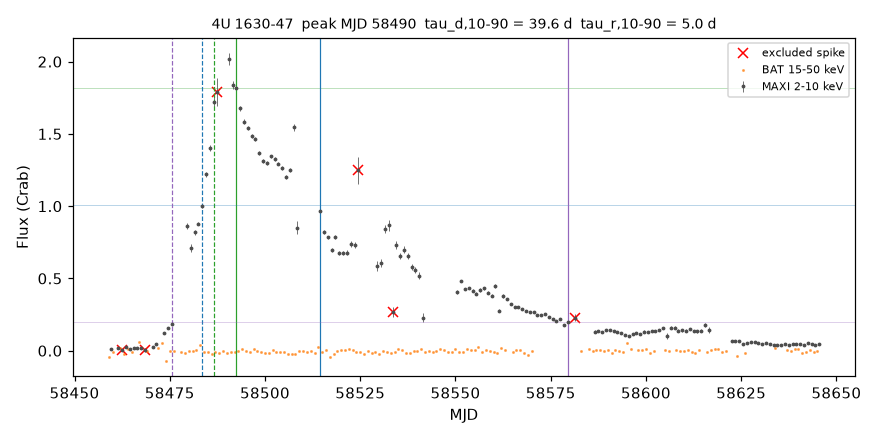 4U 1630-47  peak MJD 58490  tau_d,10-90 = 39.6 d  tau_r,10-90 = 5.0 d
excluded spike
BAT 15-50 keV
MAXI 2-10 keV
Flux (Crab)
2.0
1.5
1.0
0.5
0.0
58450 58475 58500 58525 58550 58575 58600 58625 58650
MJD